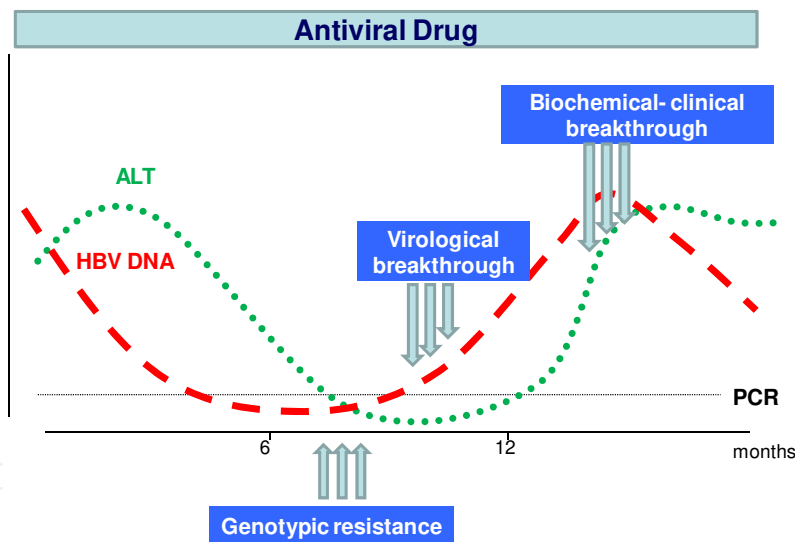 Antiviral Drug
Biochemical- clinical
breakthrough
ALT
Virological
breakthrough
HBV DNA
PCR
6
12
months
Genotypic resistance